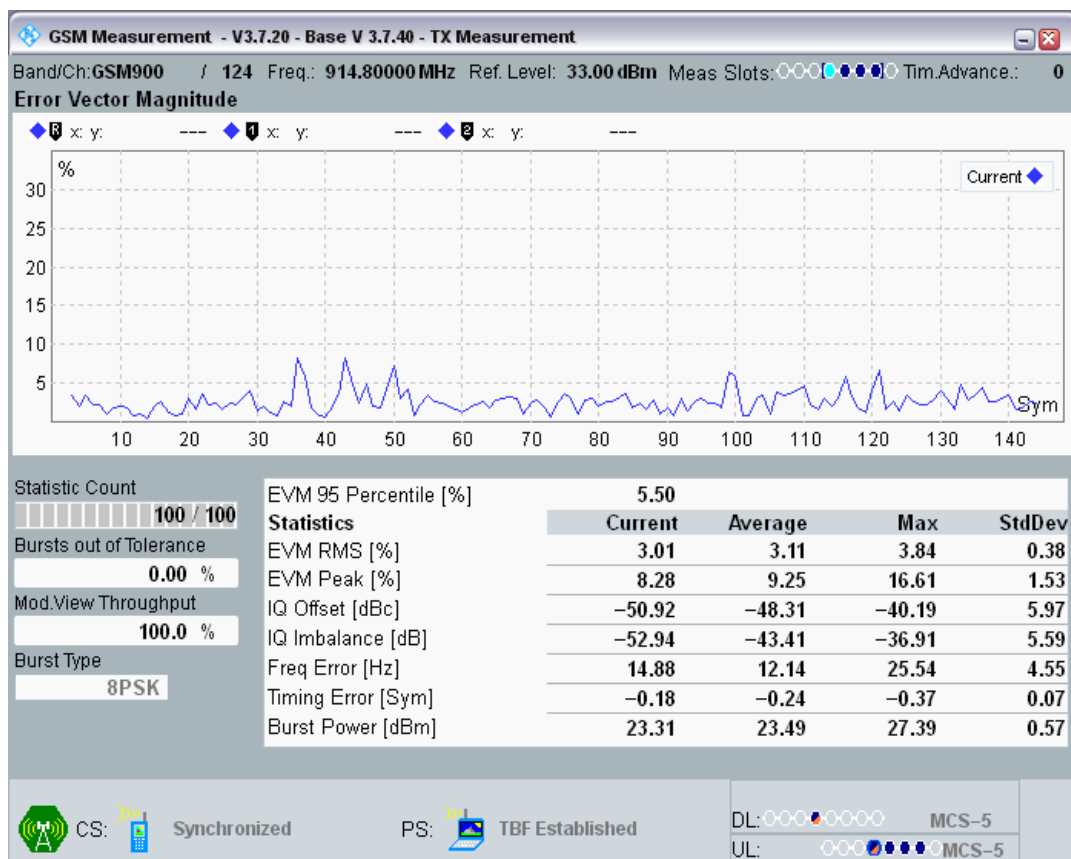 GSM Measurement - V3.7.20 - Base V 3.7.40 - TX Measurement
Band/Ch:GSM900 / 124 Freq.: 914.80000 MHz Ref. Level: 33.00 dBm Meas Slots: Tim.Advance.: 0
Error Vector Magnitude
R x: y: --- 1 x: y: --- 2 x: y: ---
%
Current
30
25
20
15
10
5
Sym
10 20 30 40 50 60 70 80 90 100 110 120 130 140
Statistic Count
100 / 100
Bursts out of Tolerance
0.00 %
Mod.View Throughput
100.0 %
Burst Type
8PSK
EVM 95 Percentile [%] 5.50
Statistics Current Average Max StdDev
EVM RMS [%] 3.01 3.11 3.84 0.38
EVM Peak [%] 8.28 9.25 16.61 1.53
IQ Offset [dBc] −50.92 −48.31 −40.19 5.97
IQ Imbalance [dB] −52.94 −43.41 −36.91 5.59
Freq Error [Hz] 14.88 12.14 25.54 4.55
Timing Error [Sym] −0.18 −0.24 −0.37 0.07
Burst Power [dBm] 23.31 23.49 27.39 0.57
CS: Synchronized PS: TBF Established
DL: MCS−5
UL: MCS−5